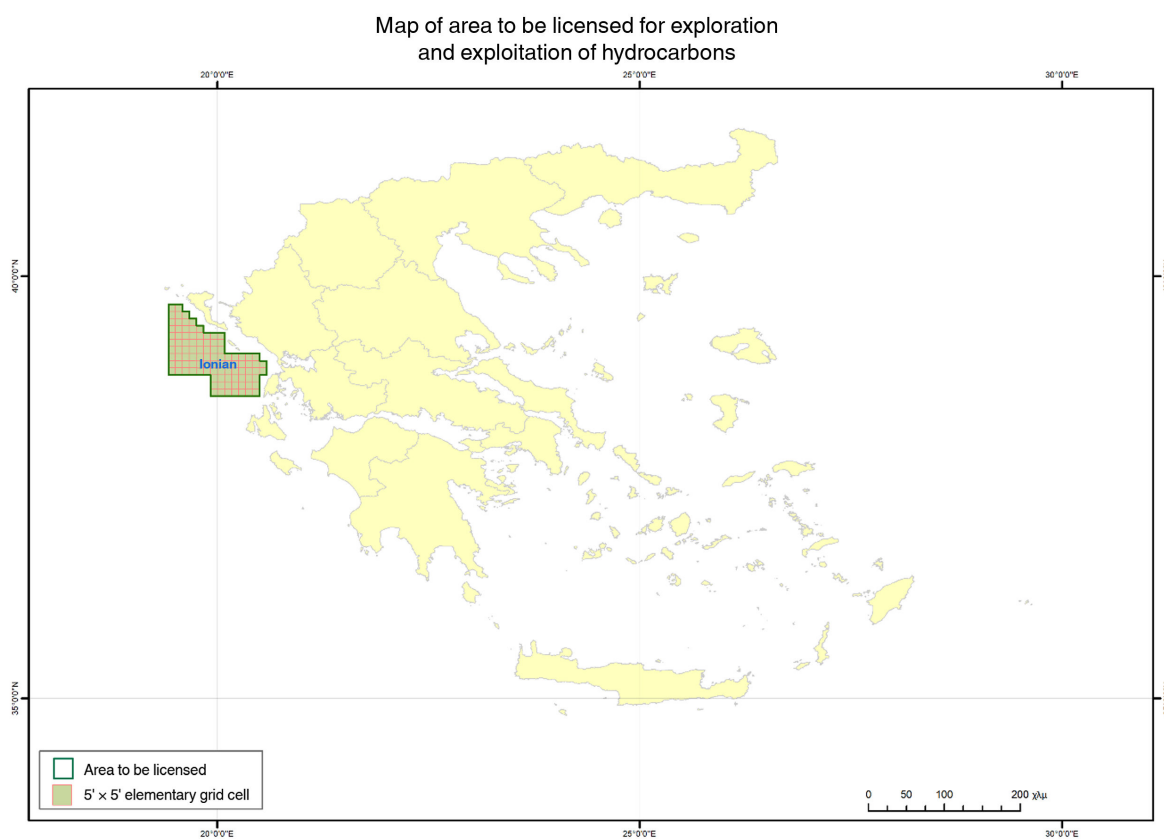 Map of area to be licensed for exploration
and exploitation of hydrocarbons
20°0'0"E 25°0'0"E 30°0'0"E
40°0'0"N
Ionian
35°0'0"N
Area to be licensed
5' × 5' elementary grid cell
0 50 100 200 χλμ
20°0'0"E 25°0'0"E 30°0'0"E